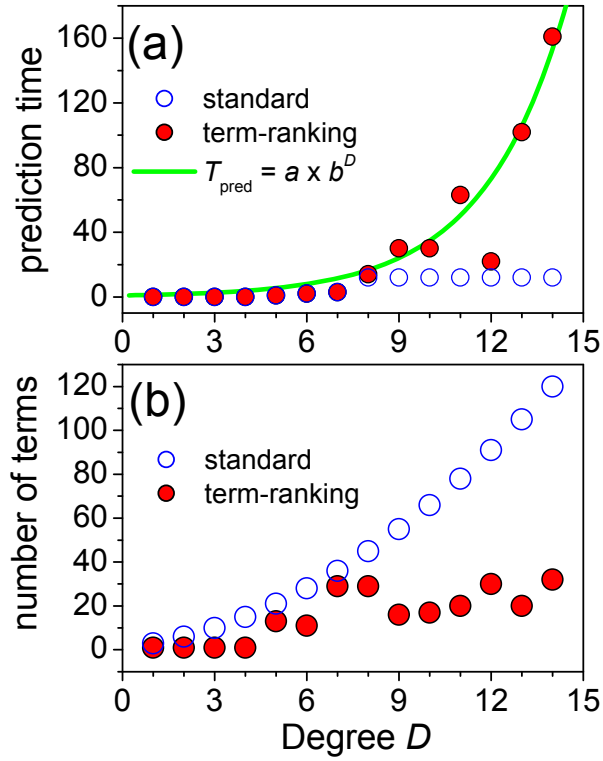 (a)
160
120
80
40
0
prediction time
standard
term-ranking
T_pred = a x b^D
0 3 6 9 12 15
(b)
120
100
80
60
40
20
0
number of terms
standard
term-ranking
0 3 6 9 12 15
Degree D